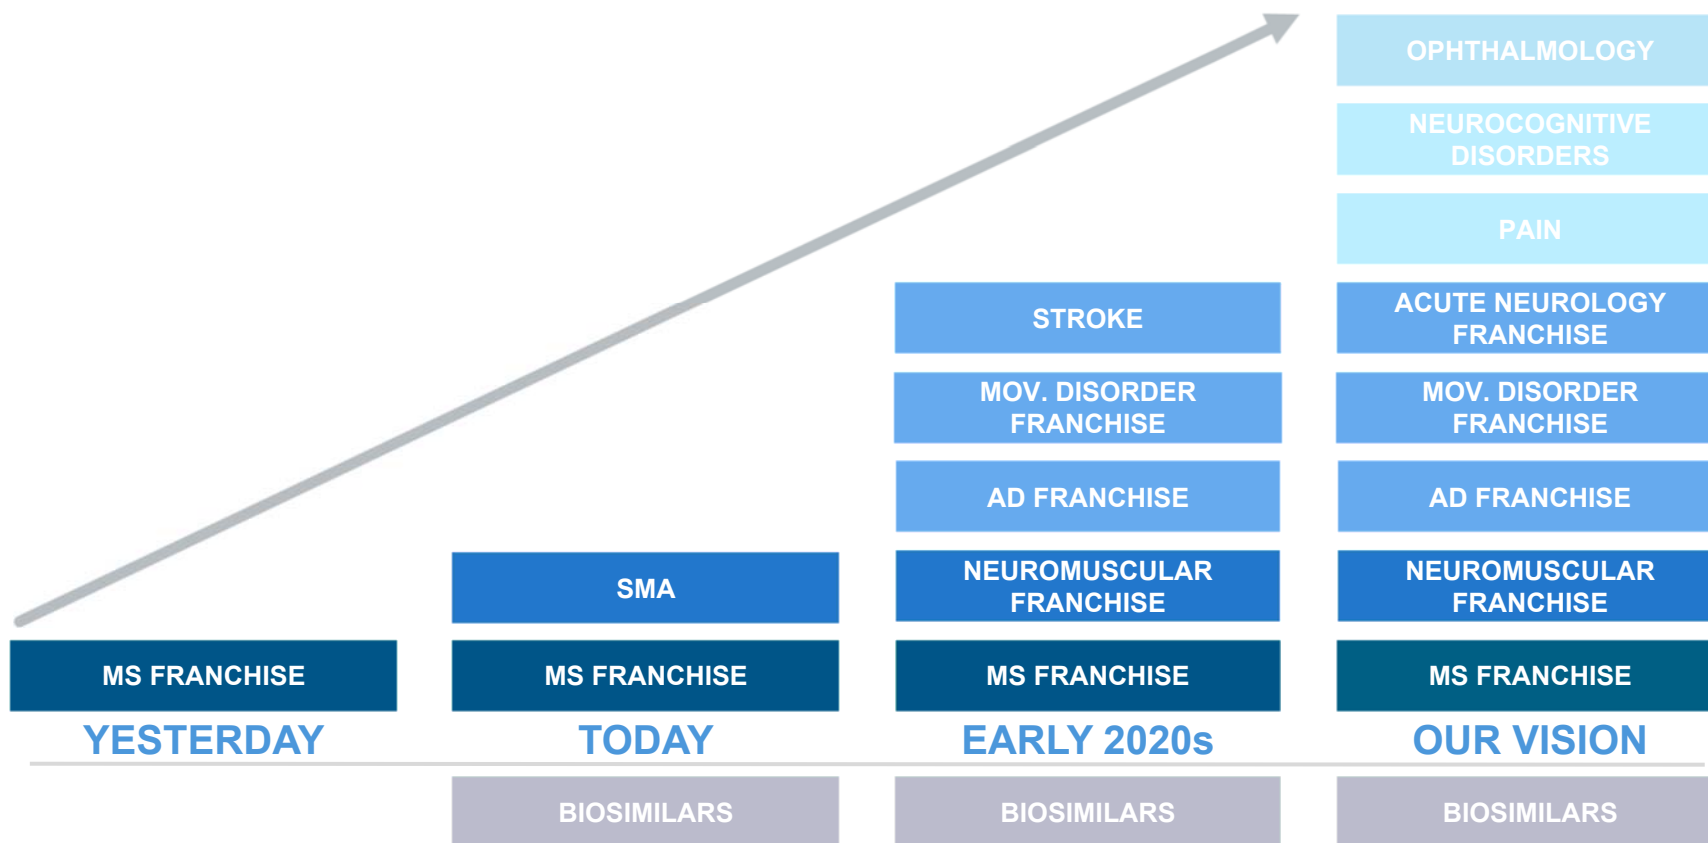 OPHTHALMOLOGY
NEUROCOGNITIVE
DISORDERS
PAIN
STROKE
ACUTE NEUROLOGY
FRANCHISE
MOV. DISORDER
FRANCHISE
MOV. DISORDER
FRANCHISE
AD FRANCHISE
AD FRANCHISE
SMA
NEUROMUSCULAR
FRANCHISE
NEUROMUSCULAR
FRANCHISE
MS FRANCHISE
MS FRANCHISE
MS FRANCHISE
MS FRANCHISE
YESTERDAY
TODAY
EARLY 2020s
OUR VISION
BIOSIMILARS
BIOSIMILARS
BIOSIMILARS